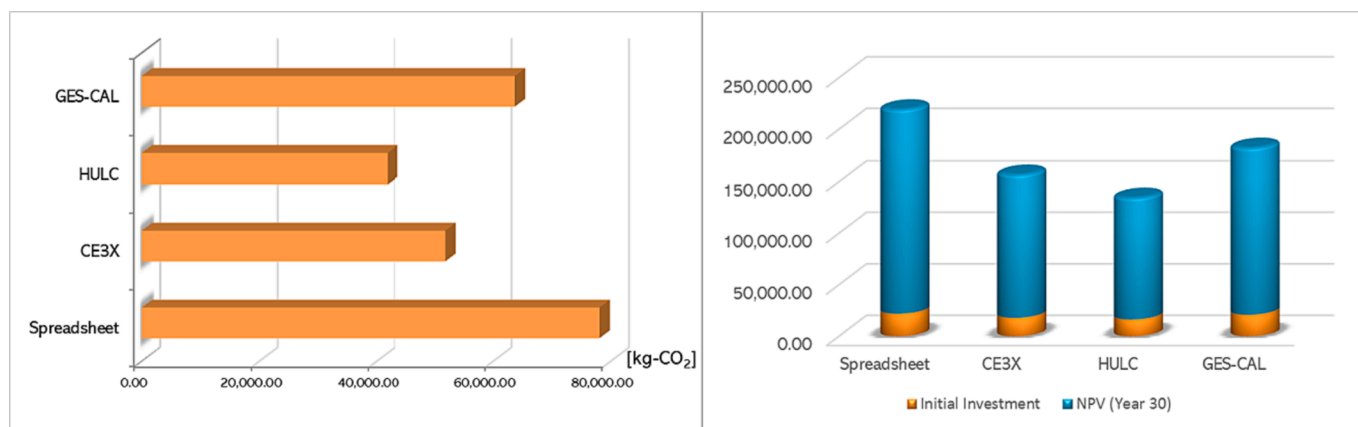 GES-CAL
HULC
CE3X
Spreadsheet
[kg-CO₂]
0.00 20,000.00 40,000.00 60,000.00 80,000.00
250,000.00
200,000.00
150,000.00
100,000.00
50,000.00
0.00
Spreadsheet CE3X HULC GES-CAL
Initial Investment NPV (Year 30)